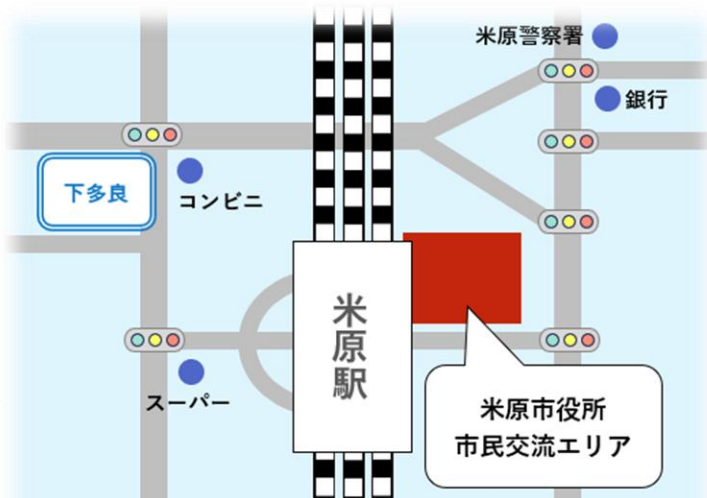 米原警察署
銀行
下多良
コンビニ
米原駅
スーパー
米原市役所
市民交流エリア